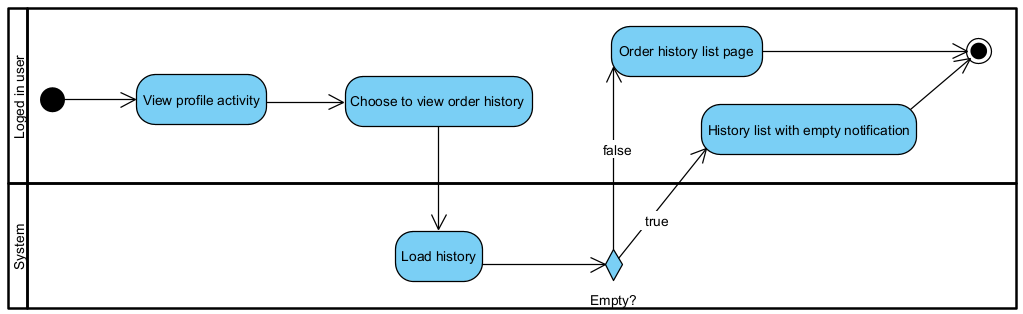 Loged in user
View profile activity
Choose to view order history
Order history list page
History list with empty notification
false
true
System
Load history
Empty?